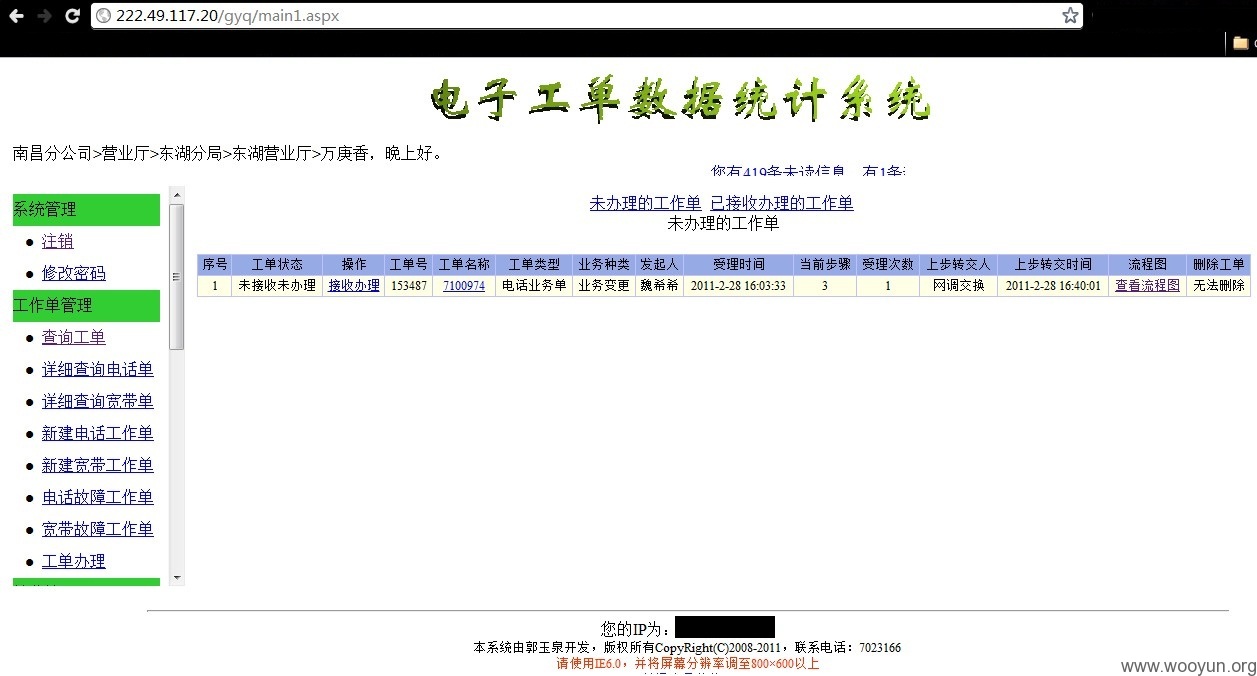 222.49.117.20/gyq/main1.aspx
电子工单数据统计系统
南昌分公司>营业厅>东湖分局>东湖营业厅>万庚香，晚上好。
您有419条未读信息 有1条
系统管理
注销
修改密码
工作单管理
查询工单
详细查询电话单
详细查询宽带单
新建电话工作单
新建宽带工作单
电话故障工作单
宽带故障工作单
工单办理
未办理的工作单 已接收办理的工作单
未办理的工作单
序号 工单状态 操作 工单号 工单名称 工单类型 业务种类 发起人 受理时间 当前步骤 受理次数 上步转交人 上步转交时间 流程图 删除工单
1 未接收未办理 接收办理 153487 7100974 电话业务单 业务变更 魏希希 2011-2-28 16:03:33 3 1 网调交换 2011-2-28 16:40:01 查看流程图 无法删除
您的IP为：
本系统由郭玉泉开发，版权所有CopyRight(C)2008-2011，联系电话：7023166
请使用IE6.0，并将屏幕分辨率调至800×600以上
www.wooyun.org